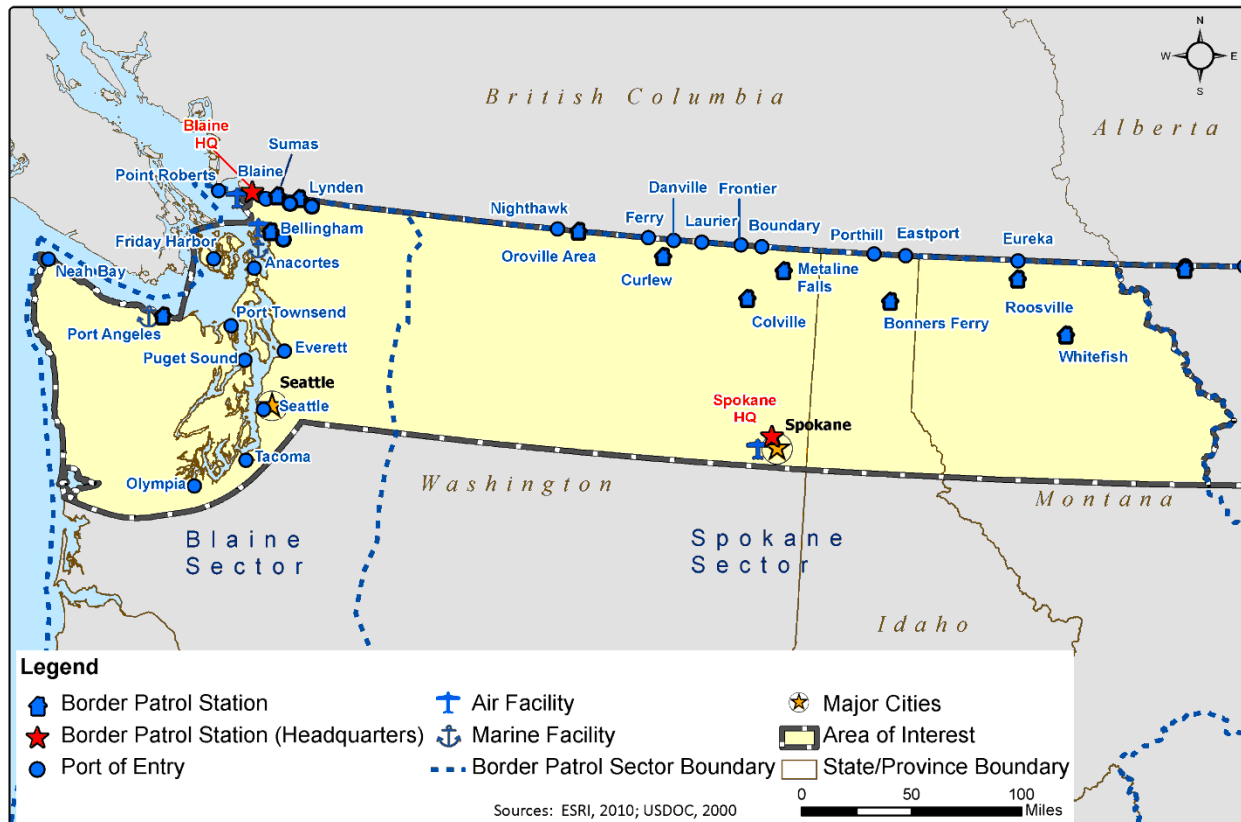 N
W E
S
British Columbia
Alberta
Blaine
HQ
Sumas
Blaine
Point Roberts
Lynden
Danville
Frontier
Nighthawk
Ferry
Laurier
Boundary
Porthill
Eastport
Eureka
Bellingham
Friday Harbor
Oroville Area
Curlew
Metaline
Falls
Neah Bay
Anacortes
Roosville
Colville
Bonners Ferry
Port Townsend
Port Angeles
Everett
Puget Sound
Whitefish
Seattle
Seattle
Spokane
HQ
Spokane
Tacoma
Olympia
Washington
Montana
Blaine
Sector
Spokane
Sector
Idaho
Legend
Border Patrol Station
Air Facility
Major Cities
Border Patrol Station (Headquarters)
Marine Facility
Area of Interest
Port of Entry
Border Patrol Sector Boundary
State/Province Boundary
Sources: ESRI, 2010; USDOC, 2000
0 50 100
Miles